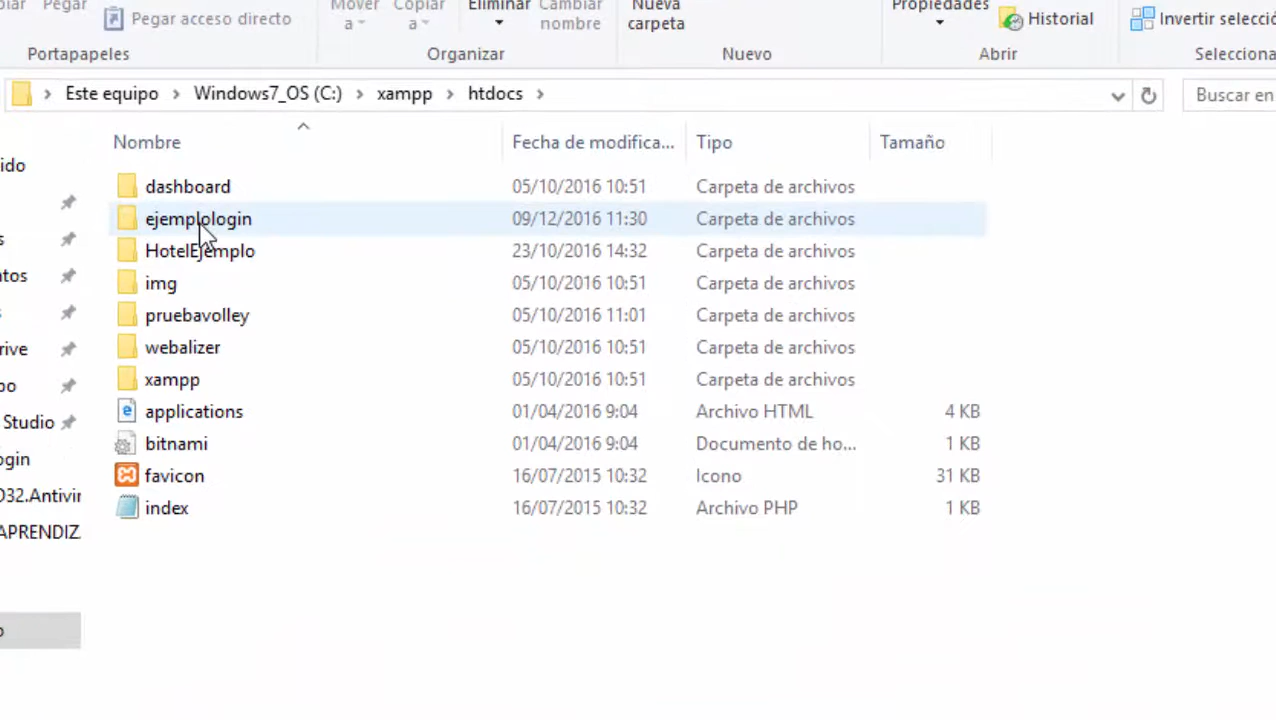 Pegar
Mover Copiar Eliminar Cambiar Nueva Propiedades
Pegar acceso directo a a nombre carpeta Historial Invertir selecció
Portapapeles Organizar Nuevo Abrir Selecciona
Este equipo Windows7_OS (C:) xampp htdocs Buscar en
Nombre Fecha de modifica... Tipo Tamaño
dashboard 05/10/2016 10:51 Carpeta de archivos
ejemplologin 09/12/2016 11:30 Carpeta de archivos
HotelEjemplo 23/10/2016 14:32 Carpeta de archivos
img 05/10/2016 10:51 Carpeta de archivos
pruebavolley 05/10/2016 11:01 Carpeta de archivos
webalizer 05/10/2016 10:51 Carpeta de archivos
xampp 05/10/2016 10:51 Carpeta de archivos
applications 01/04/2016 9:04 Archivo HTML 4 KB
bitnami 01/04/2016 9:04 Documento de ho... 1 KB
favicon 16/07/2015 10:32 Icono 31 KB
index 16/07/2015 10:32 Archivo PHP 1 KB
ido
s
ntos
rive
po
Studio
gin
D32.Antivir
APRENDIZ